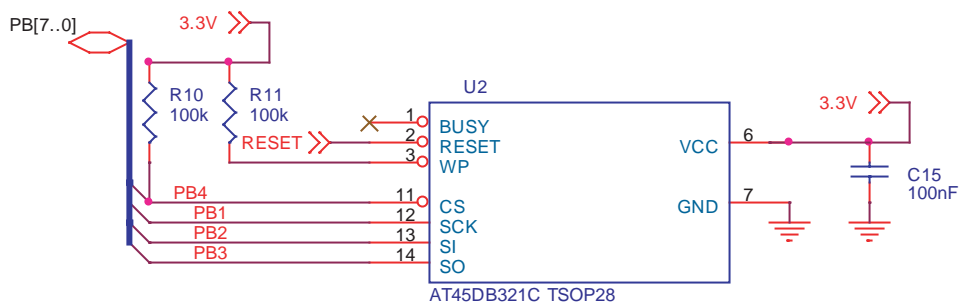 PB[7..0]
3.3V
R10
100k
R11
100k
U2
1 BUSY
RESET 2 RESET
3 WP
PB4 11 CS
PB1 12 SCK
PB2 13 SI
PB3 14 SO
VCC 6
GND 7
3.3V
C15
100nF
AT45DB321C TSOP28